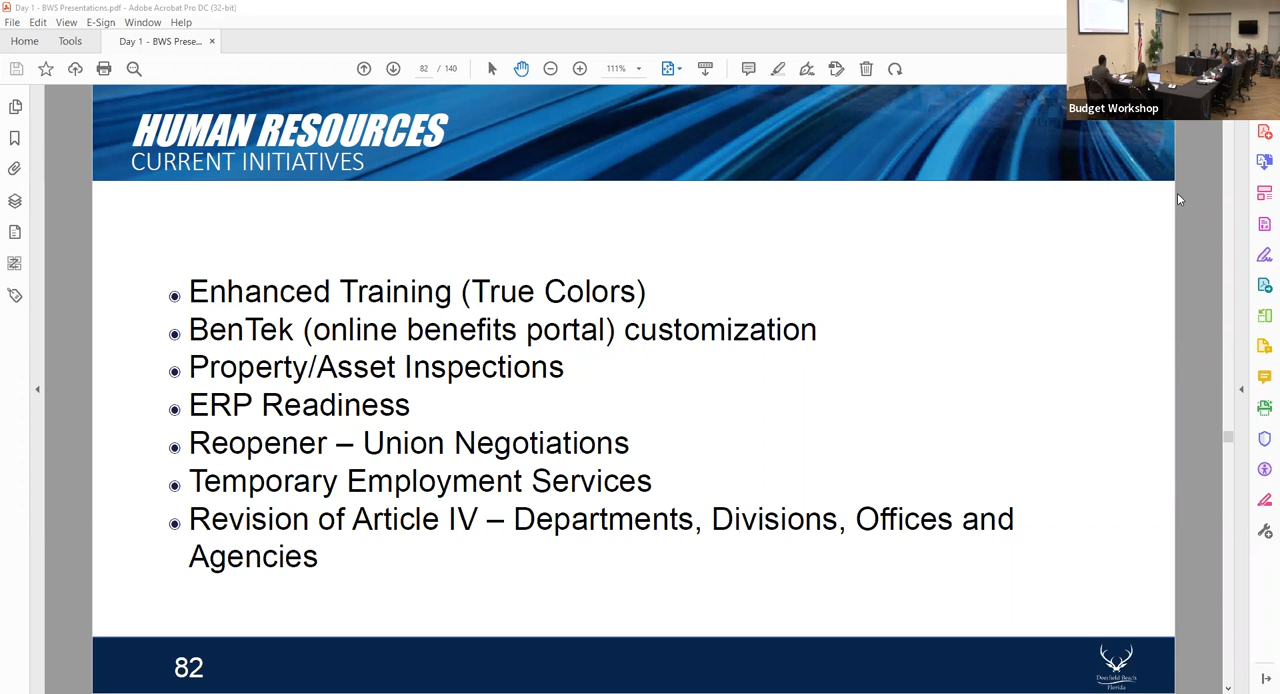 Day 1 - BWS Presentations.pdf - Adobe Acrobat Pro DC (32-bit)
File Edit View E-Sign Window Help
Home Tools Day 1 - BWS Prese... ×
82 / 140 111%
Budget Workshop
HUMAN RESOURCES
CURRENT INITIATIVES
Enhanced Training (True Colors)
BenTek (online benefits portal) customization
Property/Asset Inspections
ERP Readiness
Reopener – Union Negotiations
Temporary Employment Services
Revision of Article IV – Departments, Divisions, Offices and
Agencies
82
Deerfield Beach
Florida